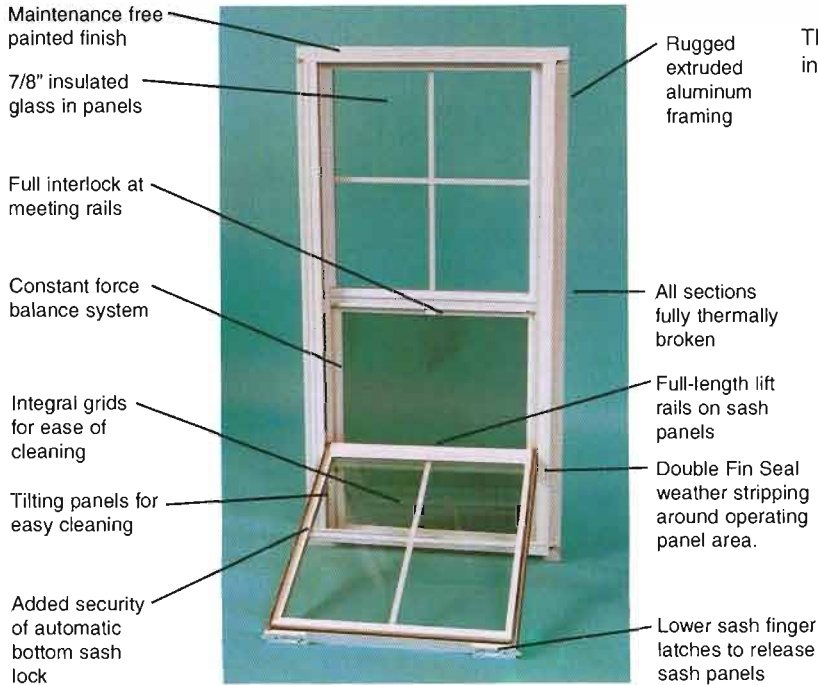 Maintenance free
painted finish
7/8" insulated
glass in panels
Full interlock at
meeting rails
Constant force
balance system
Integral grids
for ease of
cleaning
Tilting panels for
easy cleaning
Added security
of automatic
bottom sash
lock
Rugged
extruded
aluminum
framing
All sections
fully thermally
broken
Full-length lift
rails on sash
panels
Double Fin Seal
weather stripping
around operating
panel area.
Lower sash finger
latches to release
sash panels
in